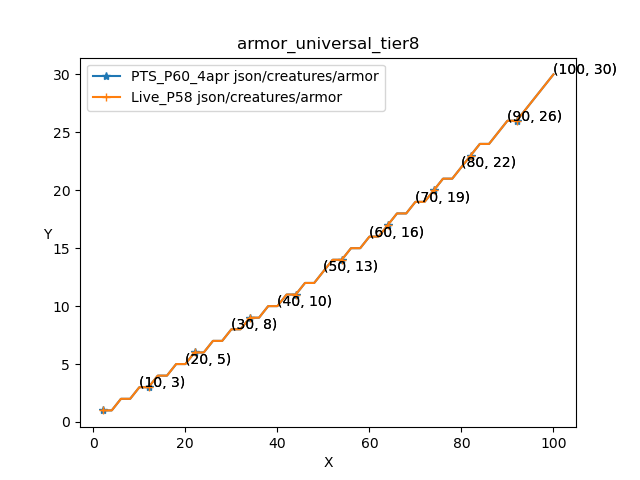 armor_universal_tier8
PTS_P60_4apr json/creatures/armor
Live_P58 json/creatures/armor
Y
30
25
20
15
10
5
0
(100, 30)
(90, 26)
(80, 22)
(70, 19)
(60, 16)
(50, 13)
(40, 10)
(30, 8)
(20, 5)
(10, 3)
0 20 40 60 80 100
X